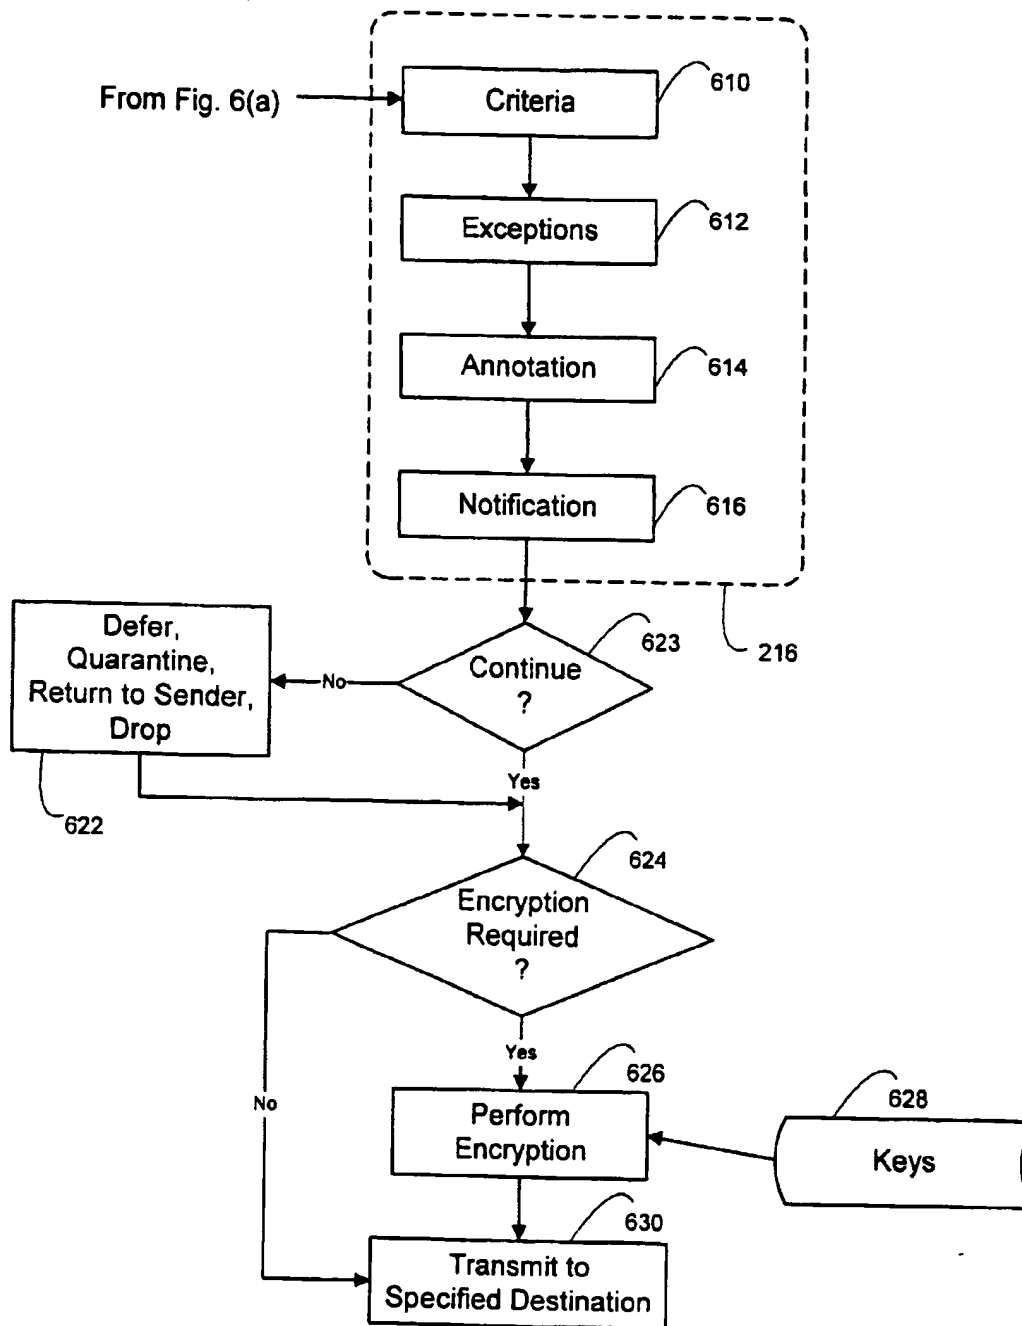 From Fig. 6(a)
Criteria
610
Exceptions
612
Annotation
614
Notification
616
216
Continue
?
623
No
Defer,
Quarantine,
Return to Sender,
Drop
622
Yes
Encryption
Required
?
624
Yes
No
Perform
Encryption
626
Keys
628
Transmit to
Specified Destination
630